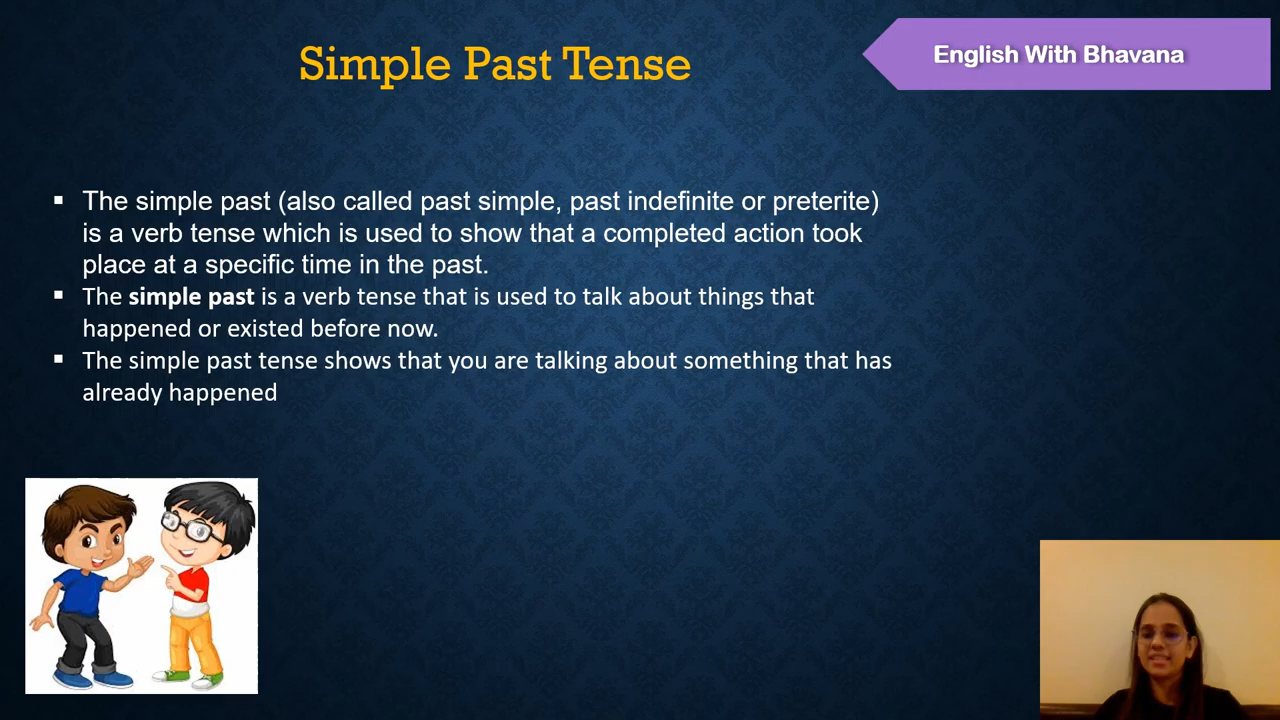 Simple Past Tense
English With Bhavana
▪ The simple past (also called past simple, past indefinite or preterite)
is a verb tense which is used to show that a completed action took
place at a specific time in the past.
▪ The simple past is a verb tense that is used to talk about things that
happened or existed before now.
▪ The simple past tense shows that you are talking about something that has
already happened